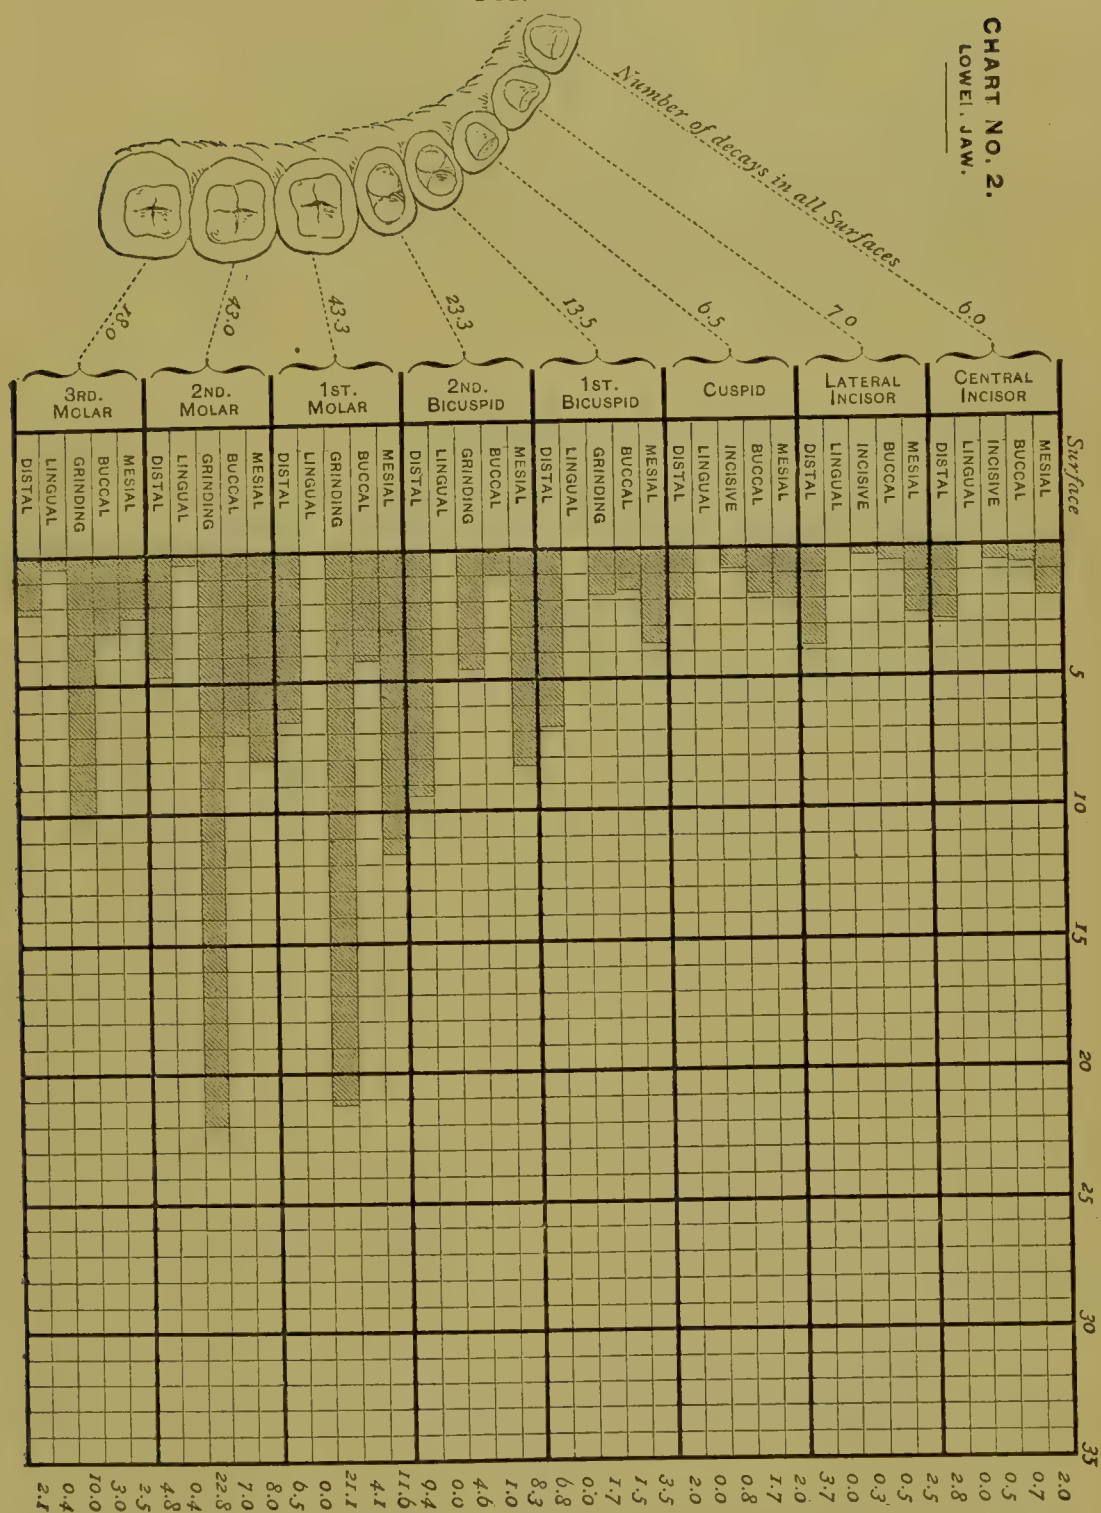 CHART NO. 2.
LOWEI. JAW.
Number of decays in all Surfaces
Surface 5 10 15 20 25 30 35
6.0
CENTRAL
INCISOR
MESIAL 2.0
BUCCAL 0.7
INCISIVE 0.5
LINGUAL 0.0
DISTAL 2.8
7.0
LATERAL
INCISOR
MESIAL 2.5
BUCCAL 0.5
INCISIVE 0.3
LINGUAL 0.0
DISTAL 3.7
6.5
CUSPID
MESIAL 2.0
BUCCAL 1.7
INCISIVE 0.8
LINGUAL 0.0
DISTAL 2.0
13.5
1ST.
BICUSPID
MESIAL 3.5
BUCCAL 1.5
GRINDING 1.7
LINGUAL 0.0
DISTAL 6.8
23.3
2ND.
BICUSPID
MESIAL 8.3
BUCCAL 1.0
GRINDING 4.6
LINGUAL 0.0
DISTAL 9.4
43.3
1ST.
MOLAR
MESIAL 11.6
BUCCAL 4.1
GRINDING 21.1
LINGUAL 0.0
DISTAL 6.5
43.0
2ND.
MOLAR
MESIAL 8.0
BUCCAL 7.0
GRINDING 22.8
LINGUAL 0.4
DISTAL 4.8
18.0
3RD.
MOLAR
MESIAL 2.5
BUCCAL 3.0
GRINDING 10.0
LINGUAL 0.4
DISTAL 2.1